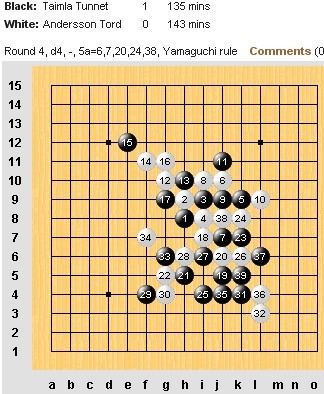 Black: Taimla Tunnet 1 135 mins
White: Andersson Tord 0 143 mins
Round 4, d4, -, 5a=6,7,20,24,38, Yamaguchi rule Comments (0
15
14
13
12 15
11 14 16 11
10 12 13 8 6
9 17 2 3 9 5 10
8 1 4 38 24
7 34 18 7 23
6 33 28 27 20 26 37
5 22 21 19 39
4 29 30 25 35 31 36
3 32
2
1
a b c d e f g h i j k l m n o